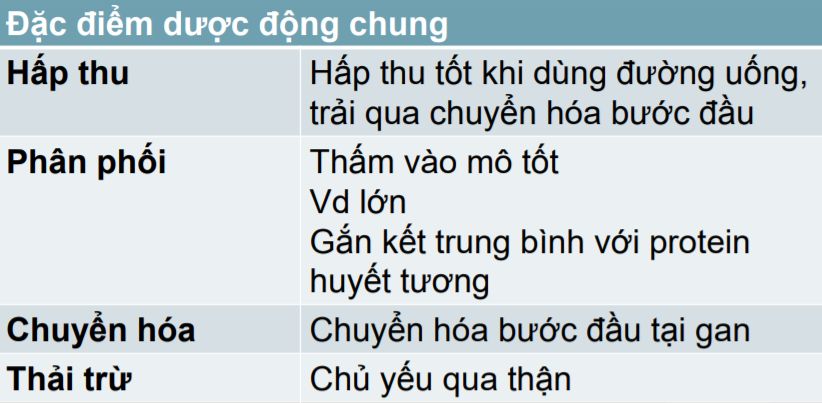 Đặc điểm dược động chung
Hấp thu
Hấp thu tốt khi dùng đường uống,
trải qua chuyển hóa bước đầu
Phân phối
Thấm vào mô tốt
Vd lớn
Gắn kết trung bình với protein
huyết tương
Chuyển hóa
Chuyển hóa bước đầu tại gan
Thải trừ
Chủ yếu qua thận